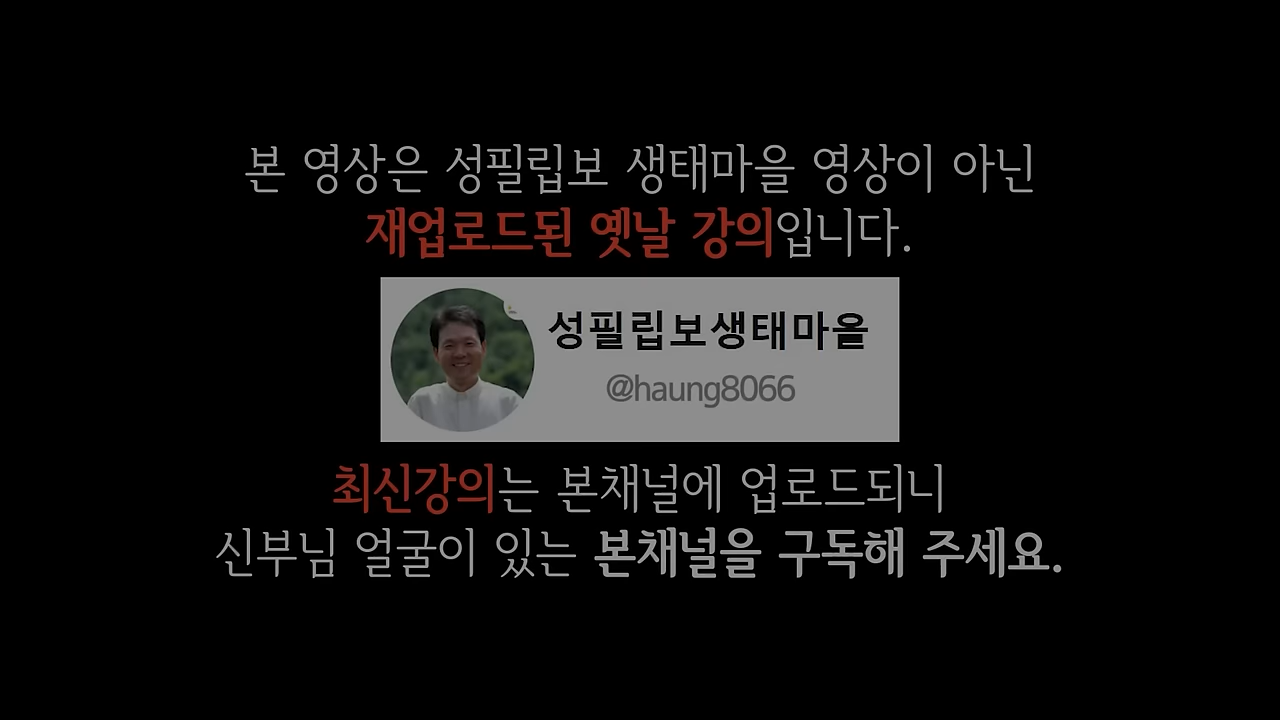 본 영상은 성필립보 생태마을 영상이 아닌
재업로드된 옛날 강의입니다.
성필립보생태마을
@haung8066
최신강의는 본채널에 업로드되니
신부님 얼굴이 있는 본채널을 구독해 주세요.